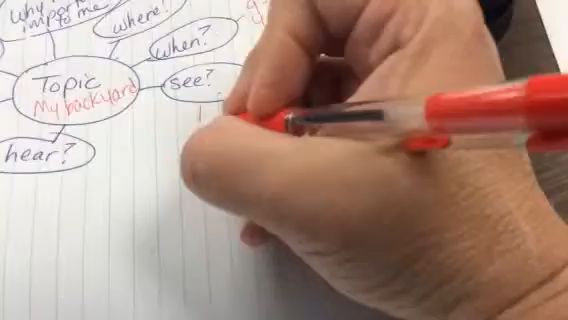 Why
important
to me?
where?
when?
see?
Topic
My backyard
hear?